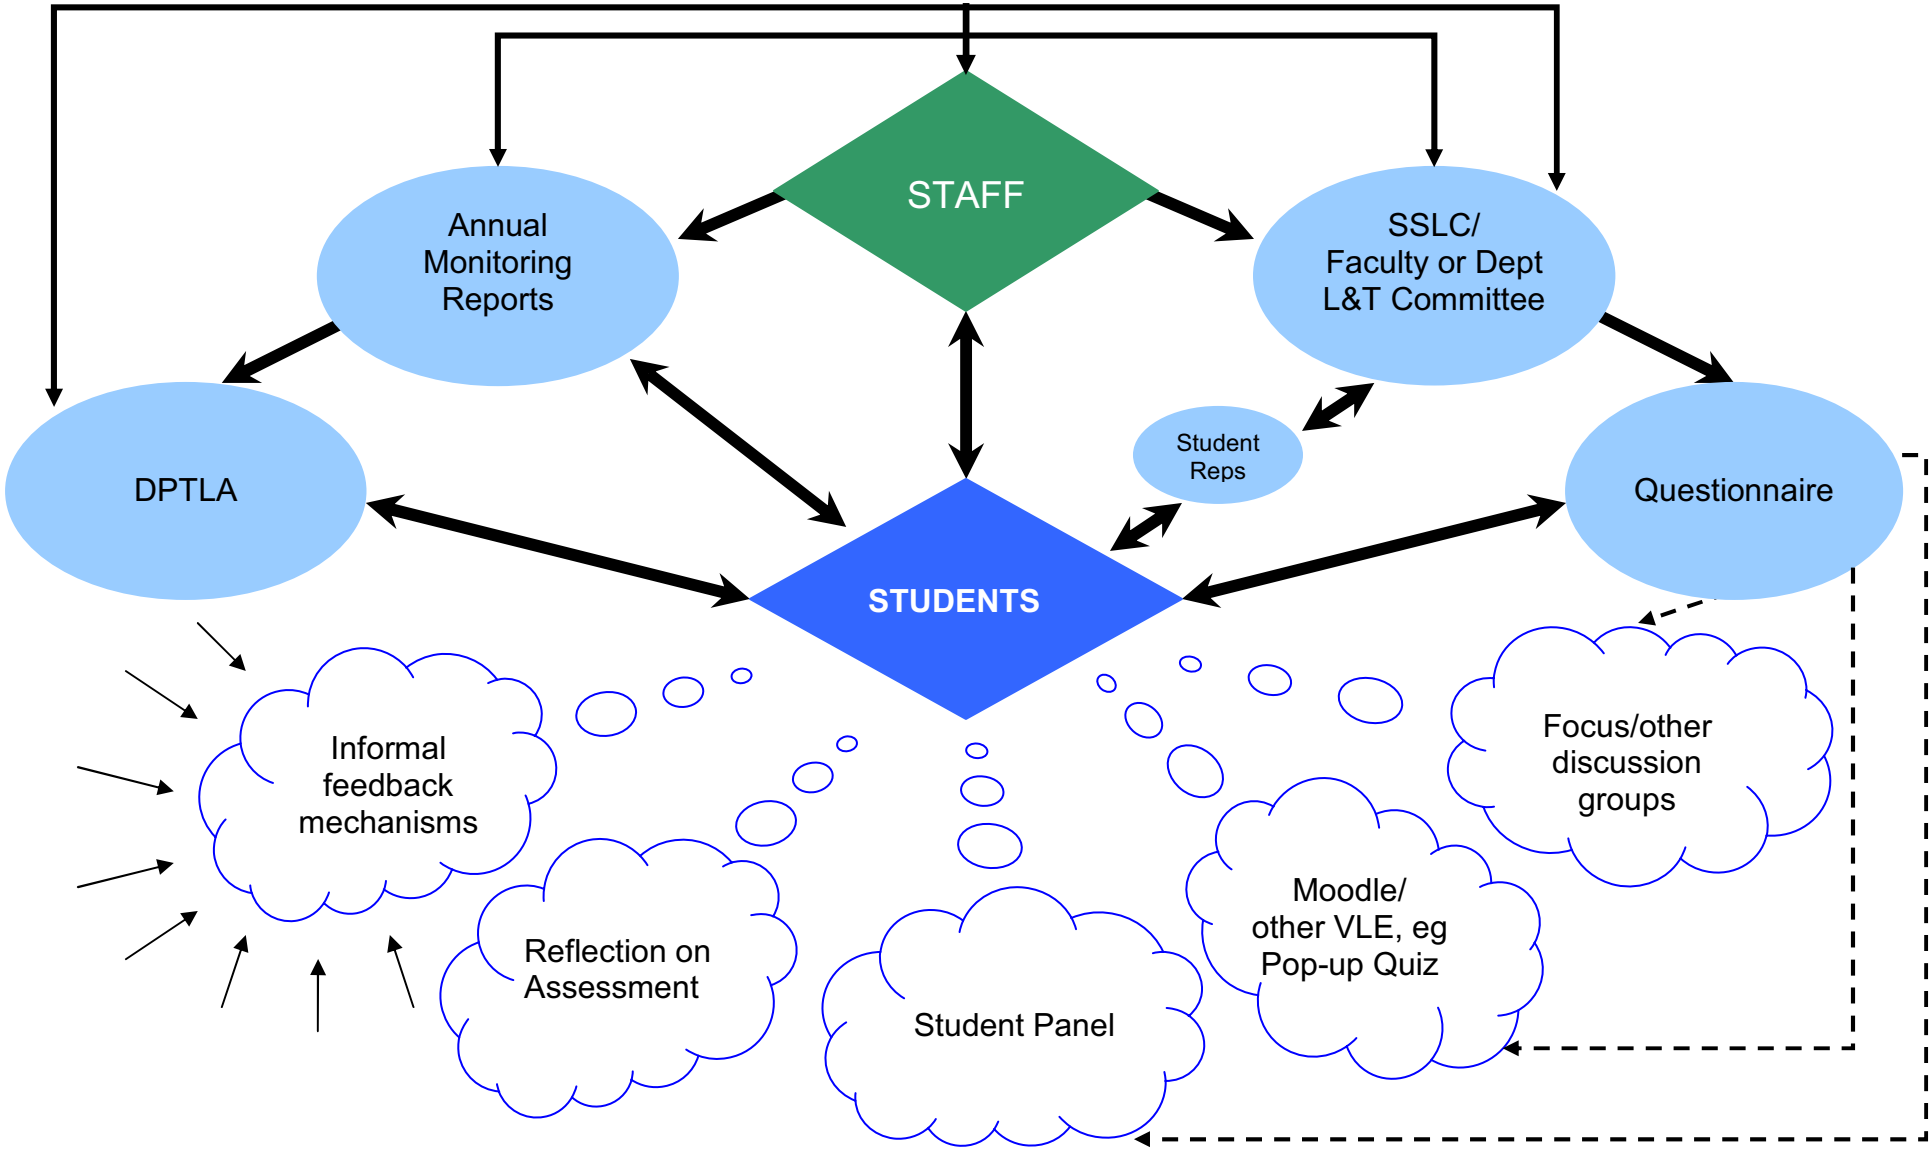 STAFF
Annual
Monitoring
Reports
SSLC/
Faculty or Dept
L&T Committee
Student
Reps
DPTLA
Questionnaire
STUDENTS
Informal
feedback
mechanisms
Focus/other
discussion
groups
Reflection on
Assessment
Moodle/
other VLE, eg
Pop-up Quiz
Student Panel